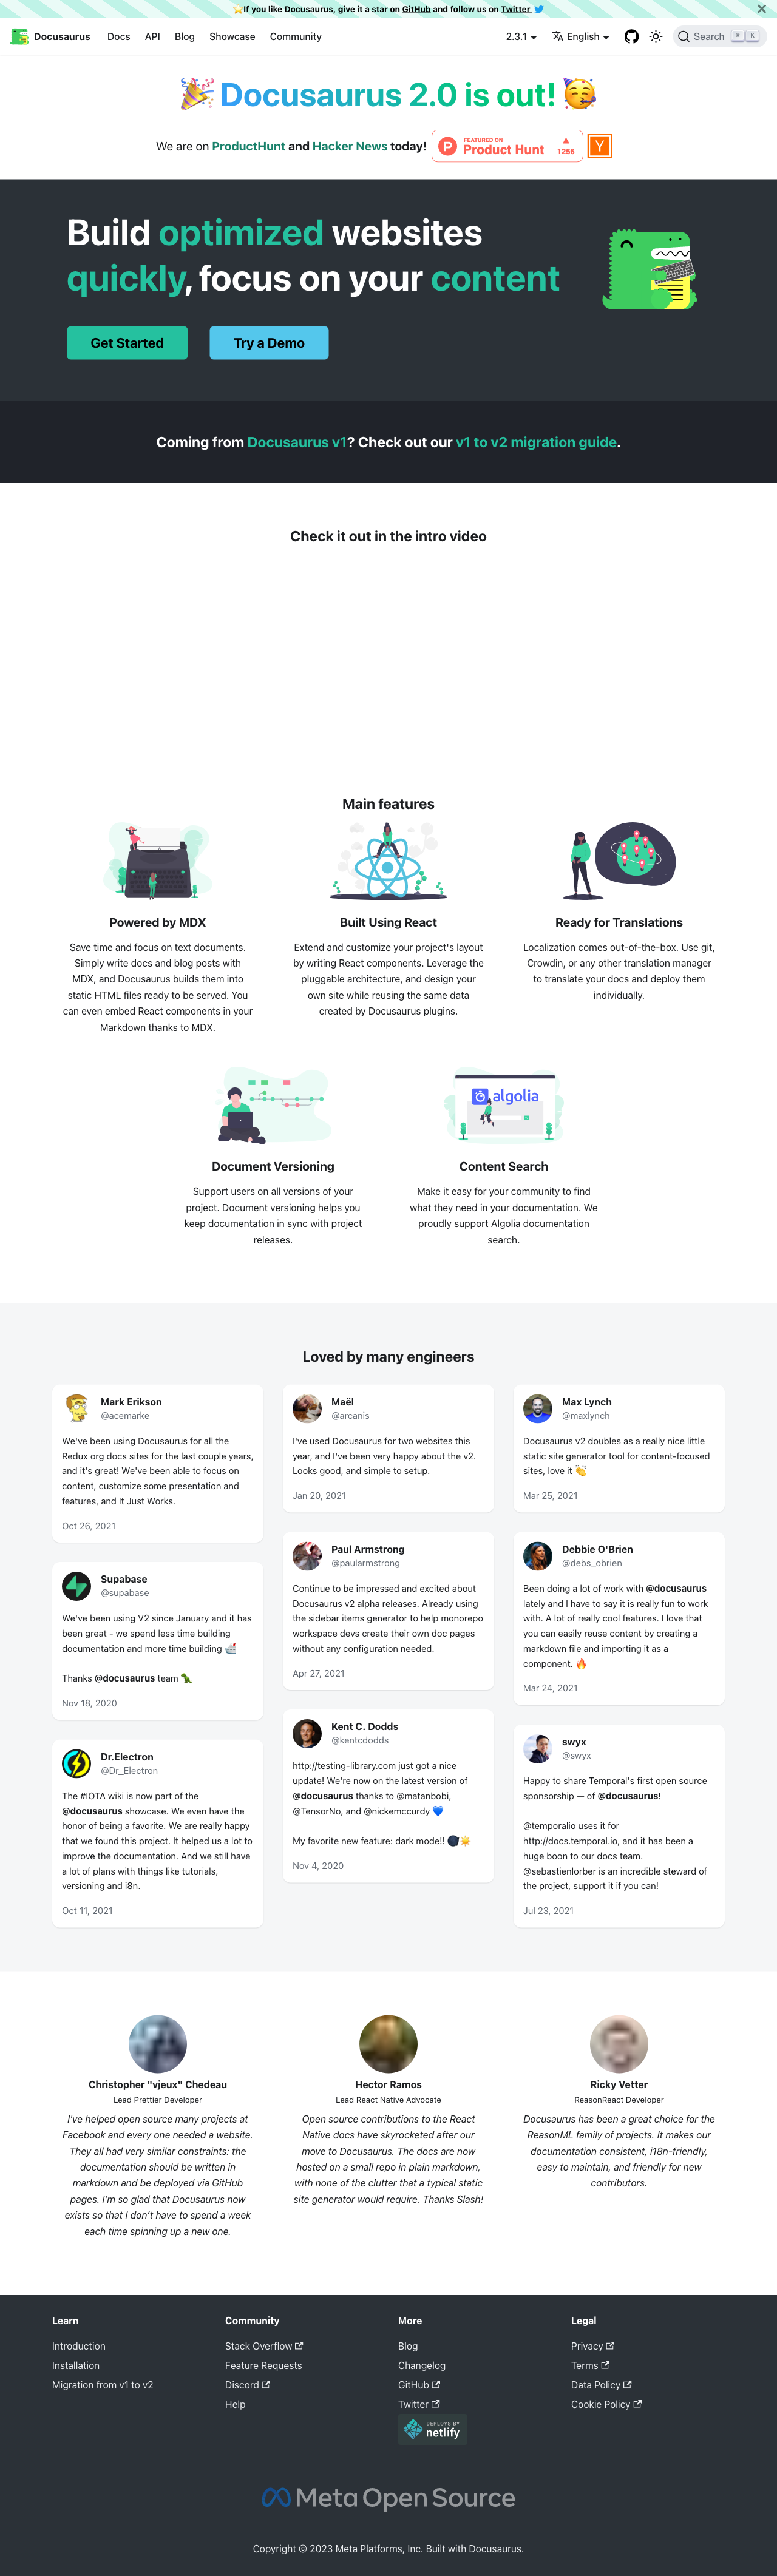 ⭐️If you like Docusaurus, give it a star on GitHub and follow us on Twitter
Docusaurus Docs API Blog Showcase Community 2.3.1 English Search ⌘ K
🎉 Docusaurus 2.0 is out! 🥳
We are on ProductHunt and Hacker News today! FEATURED ON Product Hunt ▲ 1256 Y
Build optimized websites
quickly, focus on your content
Get Started Try a Demo
Coming from Docusaurus v1? Check out our v1 to v2 migration guide.
Check it out in the intro video
Main features
Powered by MDX
Save time and focus on text documents.
Simply write docs and blog posts with
MDX, and Docusaurus builds them into
static HTML files ready to be served. You
can even embed React components in your
Markdown thanks to MDX.
Built Using React
Extend and customize your project's layout
by writing React components. Leverage the
pluggable architecture, and design your
own site while reusing the same data
created by Docusaurus plugins.
Ready for Translations
Localization comes out-of-the-box. Use git,
Crowdin, or any other translation manager
to translate your docs and deploy them
individually.
Document Versioning
Support users on all versions of your
project. Document versioning helps you
keep documentation in sync with project
releases.
algolia
Content Search
Make it easy for your community to find
what they need in your documentation. We
proudly support Algolia documentation
search.
Loved by many engineers
Mark Erikson
@acemarke
We've been using Docusaurus for all the
Redux org docs sites for the last couple years,
and it's great! We've been able to focus on
content, customize some presentation and
features, and It Just Works.
Oct 26, 2021
Supabase
@supabase
We've been using V2 since January and it has
been great - we spend less time building
documentation and more time building 🚢
Thanks @docusaurus team 🦖
Nov 18, 2020
Dr.Electron
@Dr_Electron
The #IOTA wiki is now part of the
@docusaurus showcase. We even have the
honor of being a favorite. We are really happy
that we found this project. It helped us a lot to
improve the documentation. And we still have
a lot of plans with things like tutorials,
versioning and i8n.
Oct 11, 2021
Maël
@arcanis
I've used Docusaurus for two websites this
year, and I've been very happy about the v2.
Looks good, and simple to setup.
Jan 20, 2021
Paul Armstrong
@paularmstrong
Continue to be impressed and excited about
Docusaurus v2 alpha releases. Already using
the sidebar items generator to help monorepo
workspace devs create their own doc pages
without any configuration needed.
Apr 27, 2021
Kent C. Dodds
@kentcdodds
http://testing-library.com just got a nice
update! We're now on the latest version of
@docusaurus thanks to @matanbobi,
@TensorNo, and @nickemccurdy 💙
My favorite new feature: dark mode!! 🌑☀️
Nov 4, 2020
Max Lynch
@maxlynch
Docusaurus v2 doubles as a really nice little
static site generator tool for content-focused
sites, love it 👏
Mar 25, 2021
Debbie O'Brien
@debs_obrien
Been doing a lot of work with @docusaurus
lately and I have to say it is really fun to work
with. A lot of really cool features. I love that
you can easily reuse content by creating a
markdown file and importing it as a
component. 🔥
Mar 24, 2021
swyx
@swyx
Happy to share Temporal's first open source
sponsorship — of @docusaurus!
@temporalio uses it for
http://docs.temporal.io, and it has been a
huge boon to our docs team.
@sebastienlorber is an incredible steward of
the project, support it if you can!
Jul 23, 2021
Christopher "vjeux" Chedeau
Lead Prettier Developer
I've helped open source many projects at
Facebook and every one needed a website.
They all had very similar constraints: the
documentation should be written in
markdown and be deployed via GitHub
pages. I'm so glad that Docusaurus now
exists so that I don't have to spend a week
each time spinning up a new one.
Hector Ramos
Lead React Native Advocate
Open source contributions to the React
Native docs have skyrocketed after our
move to Docusaurus. The docs are now
hosted on a small repo in plain markdown,
with none of the clutter that a typical static
site generator would require. Thanks Slash!
Ricky Vetter
ReasonReact Developer
Docusaurus has been a great choice for the
ReasonML family of projects. It makes our
documentation consistent, i18n-friendly,
easy to maintain, and friendly for new
contributors.
Learn
Introduction
Installation
Migration from v1 to v2
Community
Stack Overflow
Feature Requests
Discord
Help
More
Blog
Changelog
GitHub
Twitter
DEPLOYS BY
netlify
Legal
Privacy
Terms
Data Policy
Cookie Policy
Meta Open Source
Copyright © 2023 Meta Platforms, Inc. Built with Docusaurus.